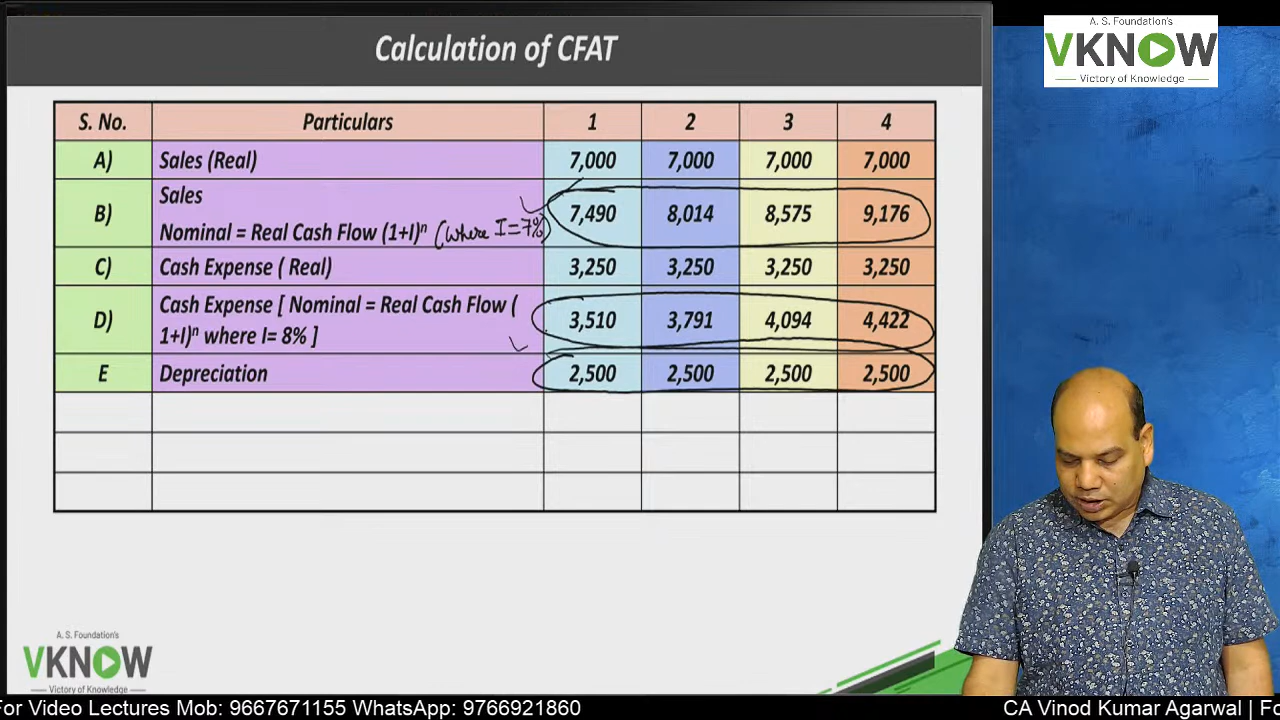 Calculation of CFAT
A. S. Foundation's
VKNOW
Victory of Knowledge
S. No. Particulars 1 2 3 4
A) Sales (Real) 7,000 7,000 7,000 7,000
B) Sales
Nominal = Real Cash Flow (1+I)ⁿ (where I=7%) 7,490 8,014 8,575 9,176
C) Cash Expense ( Real) 3,250 3,250 3,250 3,250
D) Cash Expense [ Nominal = Real Cash Flow (
1+I)ⁿ where I= 8% ] 3,510 3,791 4,094 4,422
E Depreciation 2,500 2,500 2,500 2,500
A. S. Foundation's
VKNOW
Victory of Knowledge
For Video Lectures Mob: 9667671155 WhatsApp: 9766921860 CA Vinod Kumar Agarwal | Fo